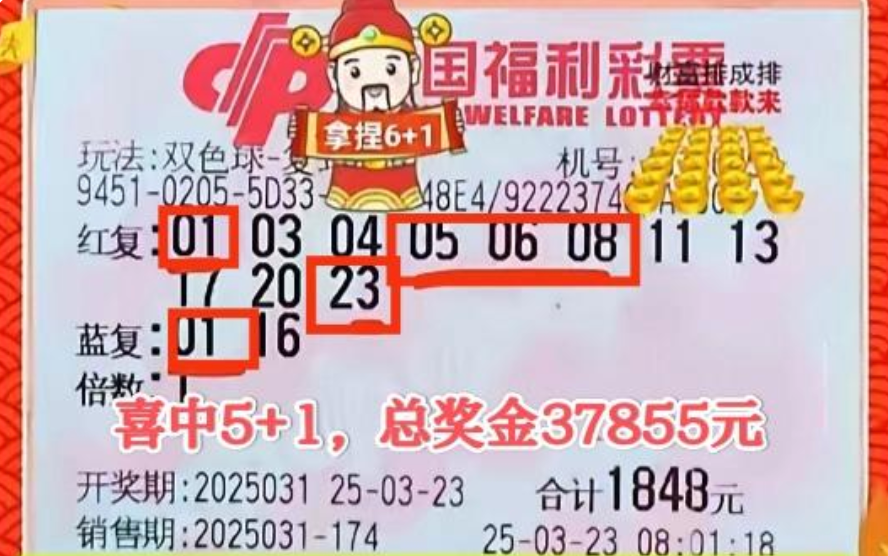 国福利彩票
财富排成排
WELFARE LOTTERY
拿捏6+1
玩法:双色球-复
机号:
9451-0205-5D33-
48E4/9222374
红复:01 03 04 05 06 08 11 13
17 20 23
蓝复:01 16
倍数:1
喜中5+1，总奖金37855元
开奖期:2025031 25-03-23
合计1848元
销售期:2025031-174
25-03-23 08:01:18